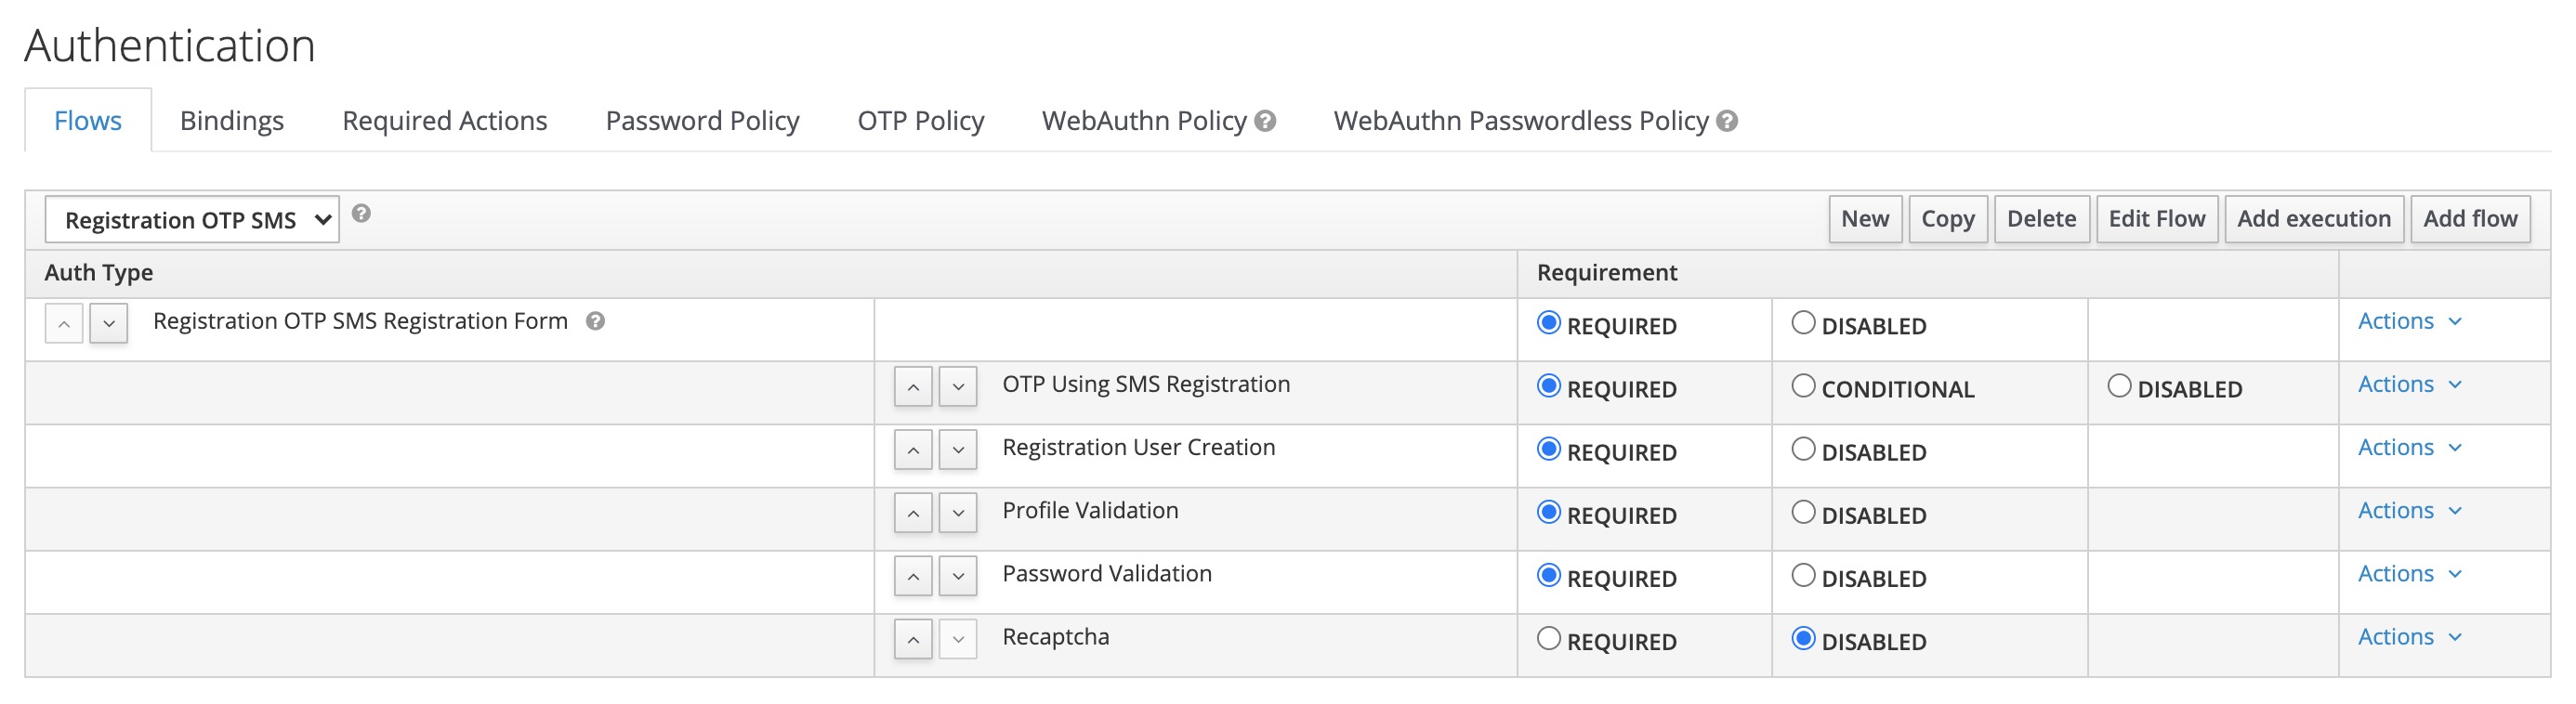 Authentication
Flows Bindings Required Actions Password Policy OTP Policy WebAuthn Policy ? WebAuthn Passwordless Policy ?
Registration OTP SMS ? New Copy Delete Edit Flow Add execution Add flow
Auth Type Requirement
Registration OTP SMS Registration Form ? REQUIRED DISABLED Actions
OTP Using SMS Registration REQUIRED CONDITIONAL DISABLED Actions
Registration User Creation REQUIRED DISABLED Actions
Profile Validation REQUIRED DISABLED Actions
Password Validation REQUIRED DISABLED Actions
Recaptcha REQUIRED DISABLED Actions